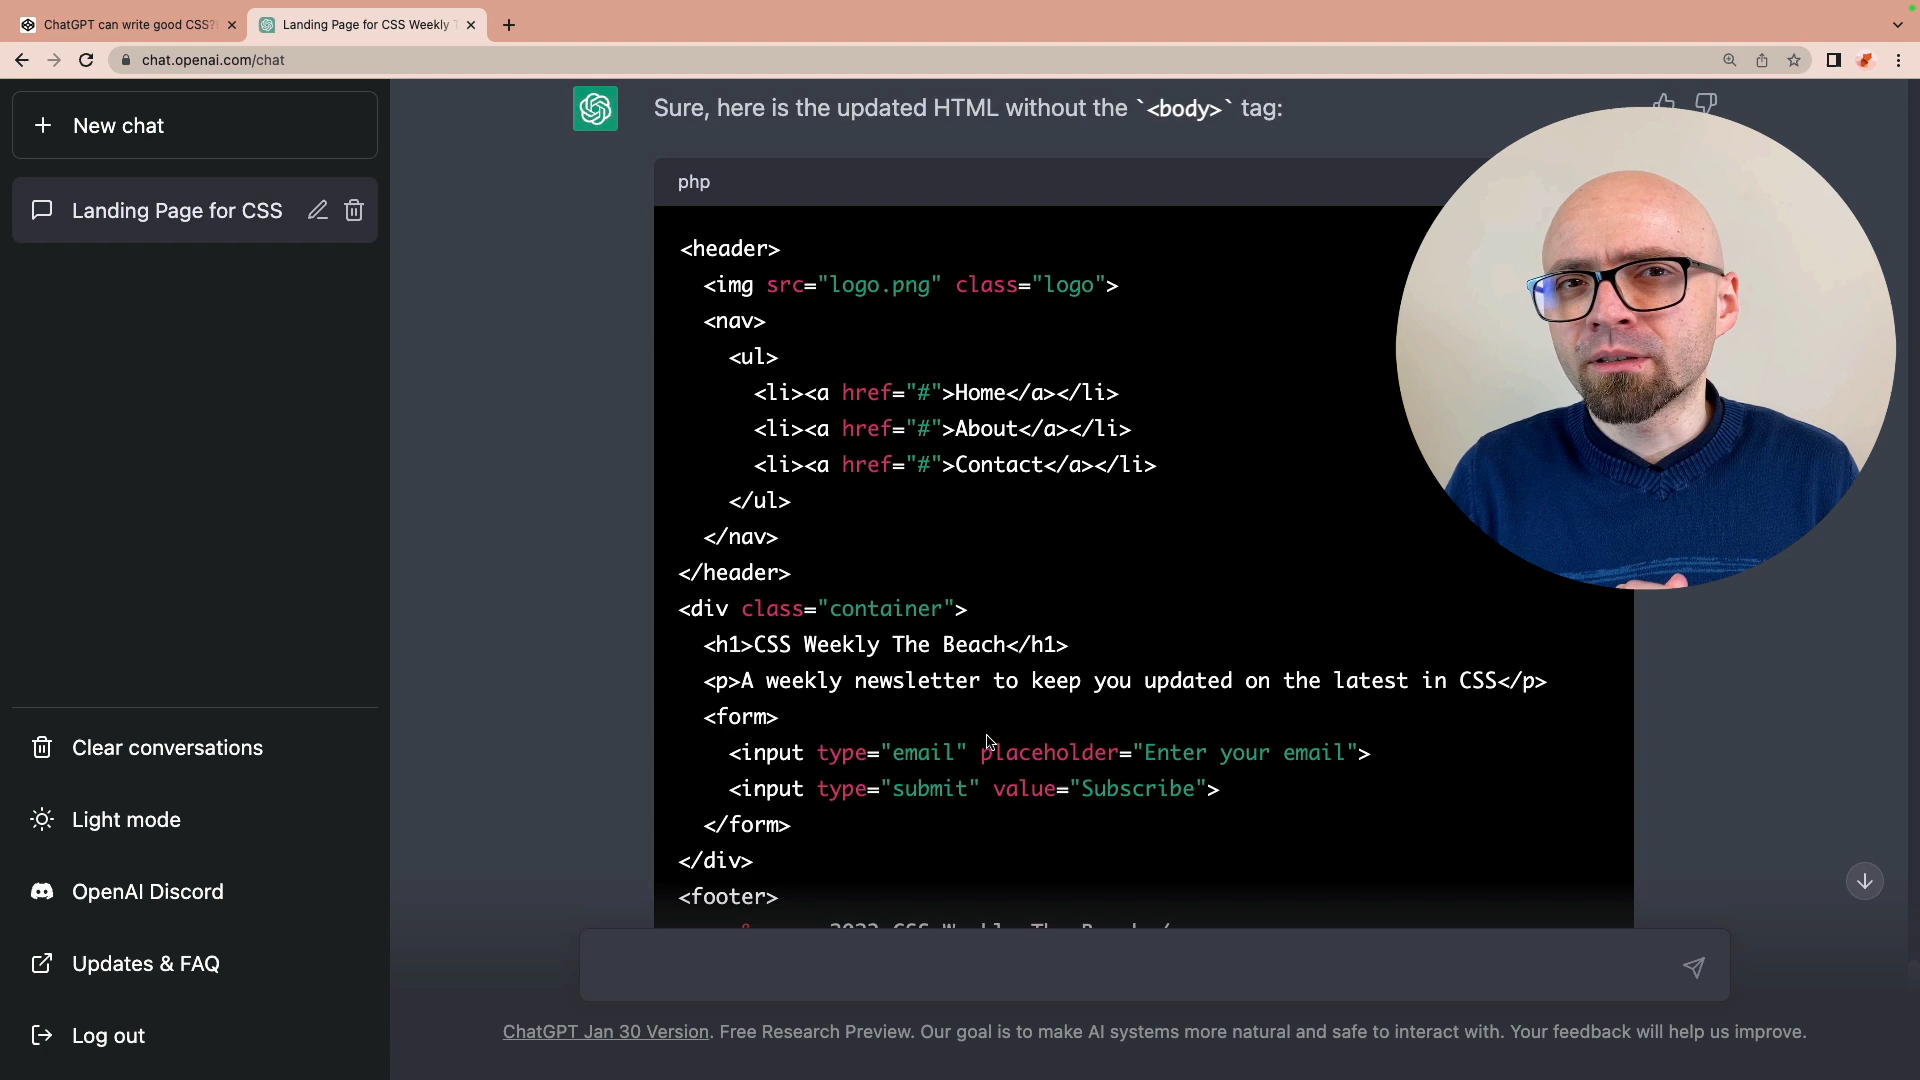 ChatGPT can write good CSS?
Landing Page for CSS Weekly
chat.openai.com/chat
New chat
Landing Page for CSS
Clear conversations
Light mode
OpenAI Discord
Updates & FAQ
Log out
Sure, here is the updated HTML without the `<body>` tag:
php
<header>
<img src="logo.png" class="logo">
<nav>
<ul>
<li><a href="#">Home</a></li>
<li><a href="#">About</a></li>
<li><a href="#">Contact</a></li>
</ul>
</nav>
</header>
<div class="container">
<h1>CSS Weekly The Beach</h1>
<p>A weekly newsletter to keep you updated on the latest in CSS</p>
<form>
<input type="email" placeholder="Enter your email">
<input type="submit" value="Subscribe">
</form>
</div>
<footer>
CSS Weekly The Beach
ChatGPT Jan 30 Version. Free Research Preview. Our goal is to make AI systems more natural and safe to interact with. Your feedback will help us improve.